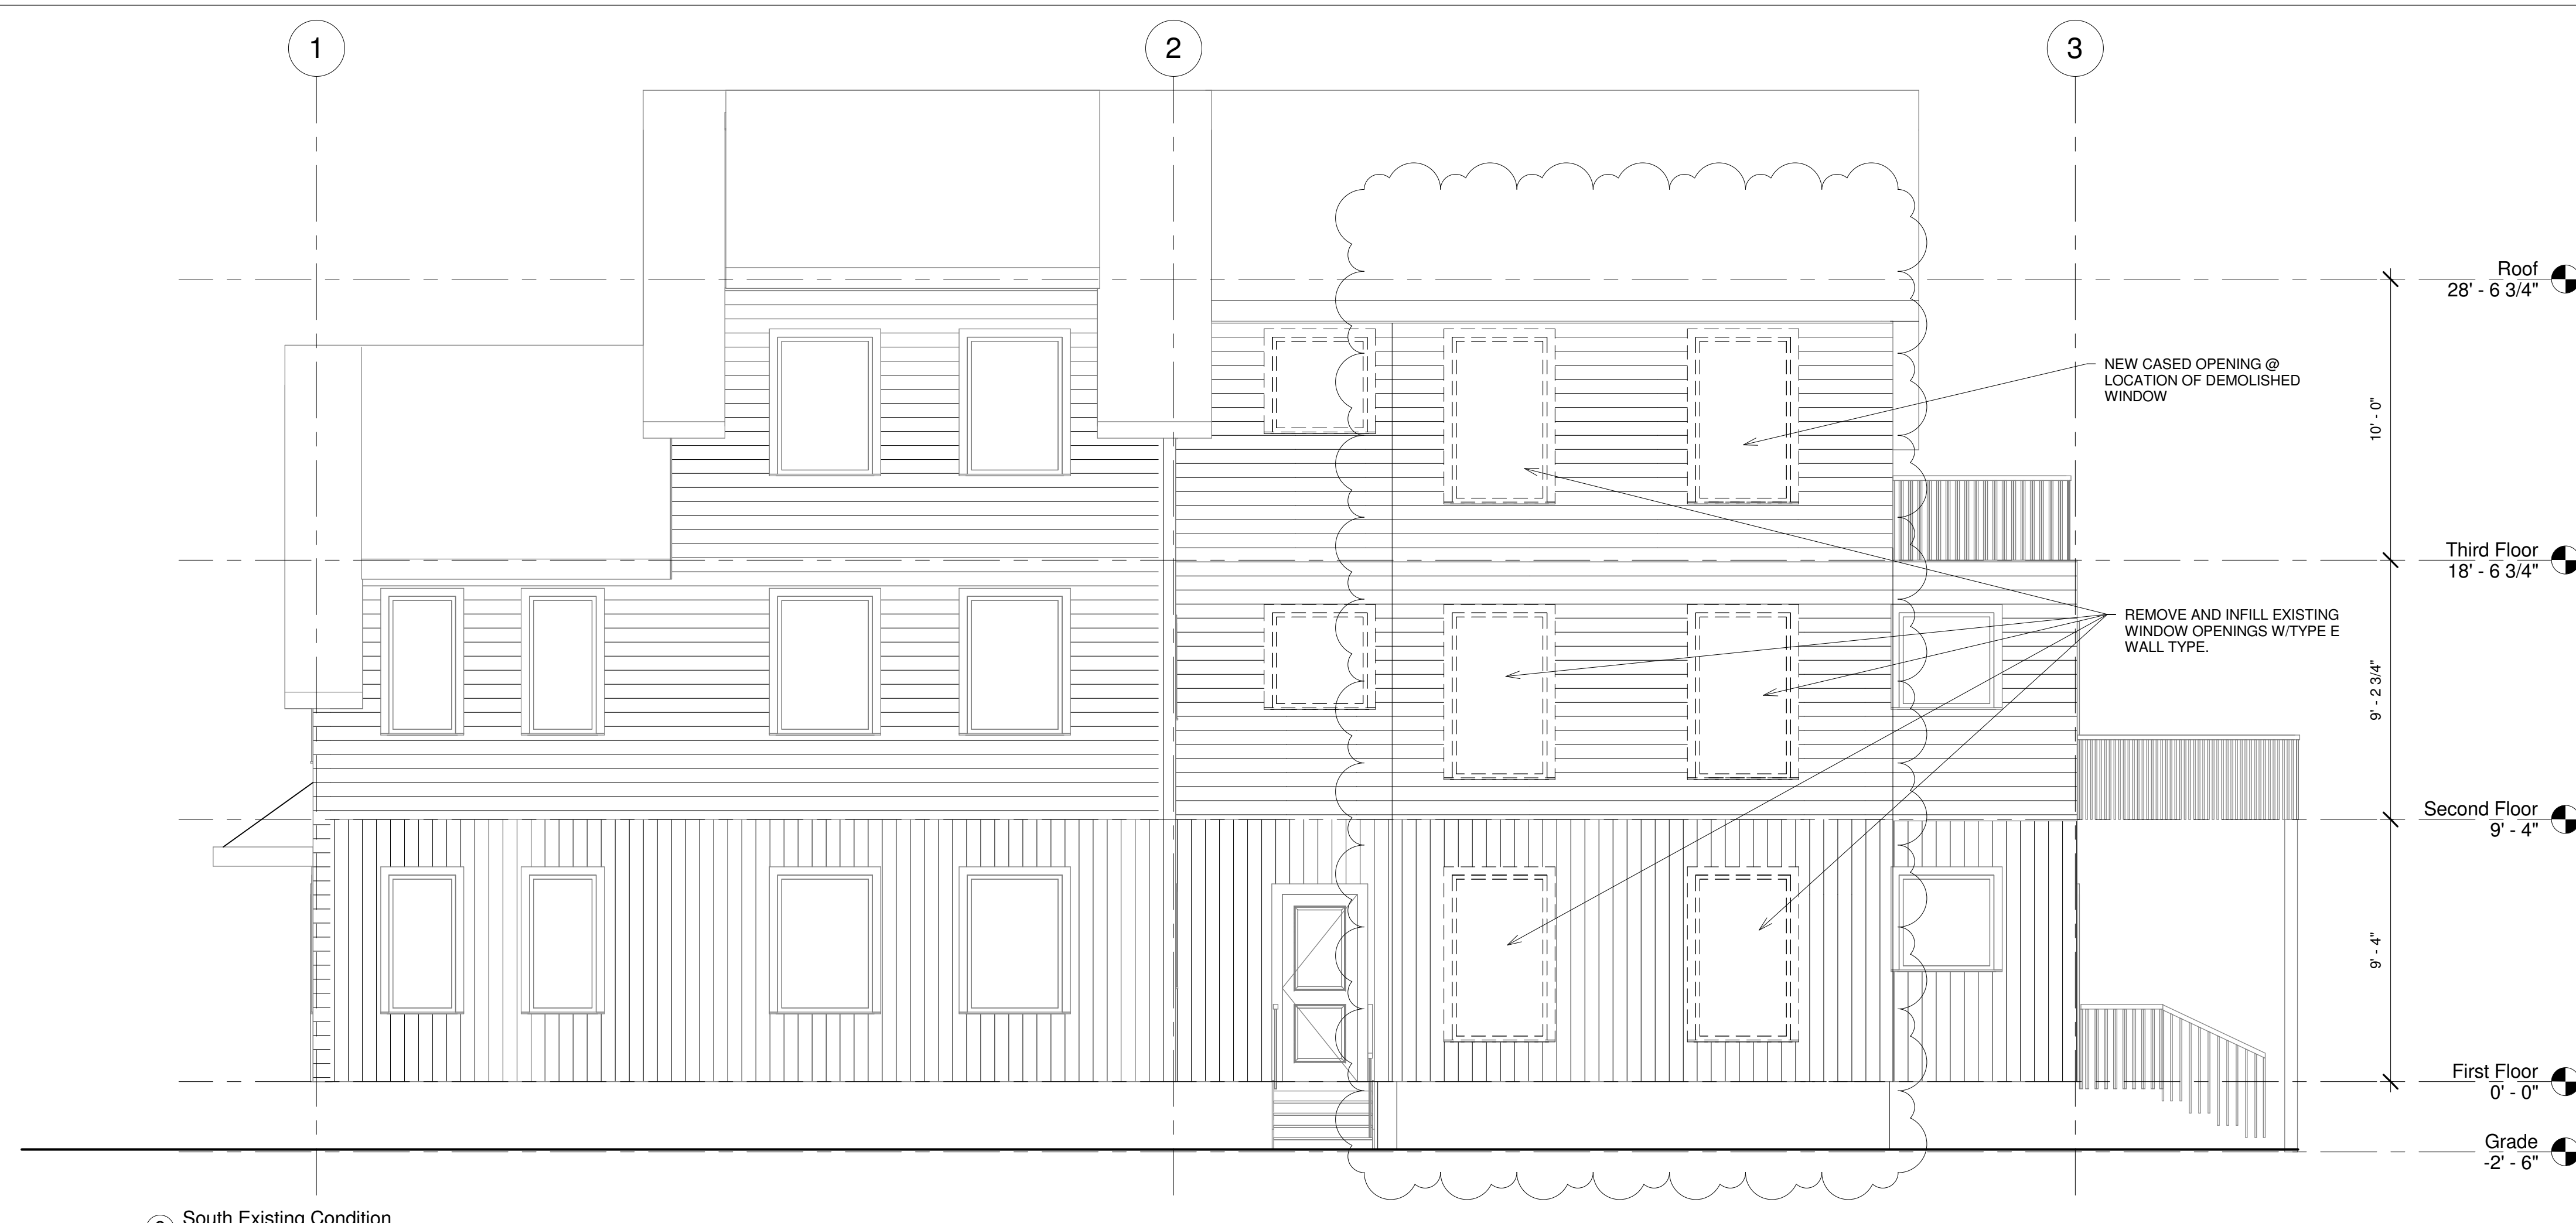 1
2
3
Roof
28' - 6 3/4"
NEW CASED OPENING @
LOCATION OF DEMOLISHED
WINDOW
10' - 0"
Third Floor
18' - 6 3/4"
REMOVE AND INFILL EXISTING
WINDOW OPENINGS W/TYPE E
WALL TYPE.
9' - 2 3/4"
Second Floor
9' - 4"
9' - 4"
First Floor
0' - 0"
Grade
-2' - 6"
South Existing Condition